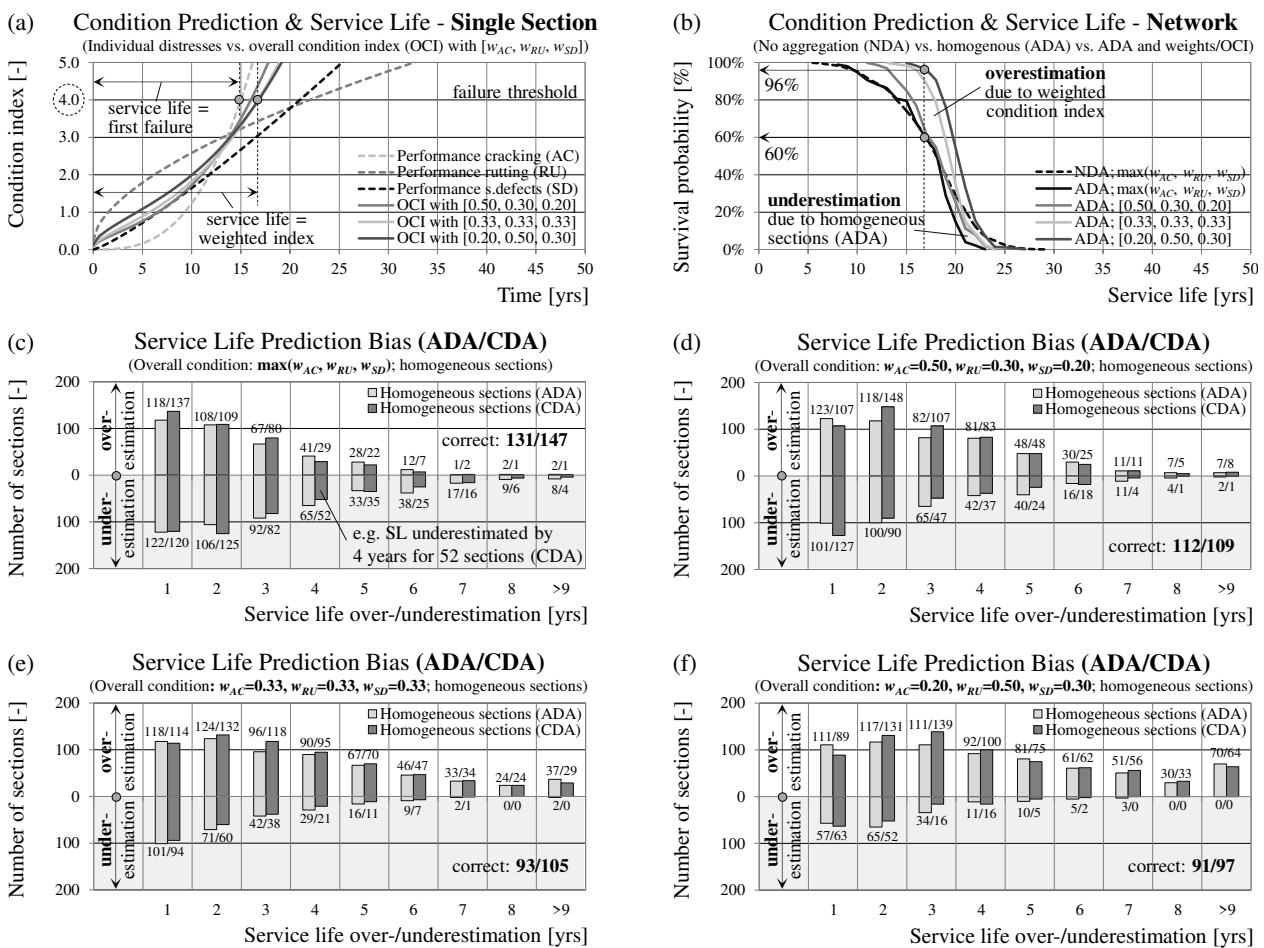 (a) Condition Prediction & Service Life - Single Section
(Individual distresses vs. overall condition index (OCI) with [wAC, wRU, wSD])
Condition index [-]
5.0
4.0
3.0
2.0
1.0
0.0
service life =
first failure
failure threshold
Performance cracking (AC)
Performance rutting (RU)
Performance s.defects (SD)
OCI with [0.50, 0.30, 0.20]
OCI with [0.33, 0.33, 0.33]
OCI with [0.20, 0.50, 0.30]
service life =
weighted index
0 5 10 15 20 25 30 35 40 45 50
Time [yrs]
(b) Condition Prediction & Service Life - Network
(No aggregation (NDA) vs. homogenous (ADA) vs. ADA and weights/OCI)
Survival probability [%]
100%
80%
60%
40%
20%
0%
96%
60%
overestimation
due to weighted
condition index
underestimation
due to homogeneous
sections (ADA)
NDA; max(wAC, wRU, wSD)
ADA; max(wAC, wRU, wSD)
ADA; [0.50, 0.30, 0.20]
ADA; [0.33, 0.33, 0.33]
ADA; [0.20, 0.50, 0.30]
0 5 10 15 20 25 30 35 40 45 50
Service life [yrs]
(c) Service Life Prediction Bias (ADA/CDA)
(Overall condition: max(wAC, wRU, wSD); homogeneous sections)
Number of sections [-]
200
100
0
100
200
over-
estimation
under-
estimation
Homogeneous sections (ADA)
Homogeneous sections (CDA)
118/137 108/109 67/80 41/29 28/22 12/7 1/2 2/1 2/1
correct: 131/147
122/120 106/125 92/82 65/52 33/35 38/25 17/16 9/6 8/4
e.g. SL underestimated by
4 years for 52 sections (CDA)
1 2 3 4 5 6 7 8 >9
Service life over-/underestimation [yrs]
(d) Service Life Prediction Bias (ADA/CDA)
(Overall condition: wAC=0.50, wRU=0.30, wSD=0.20; homogeneous sections)
Number of sections [-]
200
100
0
100
200
over-
estimation
under-
estimation
Homogeneous sections (ADA)
Homogeneous sections (CDA)
123/107 118/148 82/107 81/83 48/48 30/25 11/11 7/5 7/8
101/127 100/90 65/47 42/37 40/24 16/18 11/4 4/1 2/1
correct: 112/109
1 2 3 4 5 6 7 8 >9
Service life over-/underestimation [yrs]
(e) Service Life Prediction Bias (ADA/CDA)
(Overall condition: wAC=0.33, wRU=0.33, wSD=0.33; homogeneous sections)
Number of sections [-]
200
100
0
100
200
over-
estimation
under-
estimation
Homogeneous sections (ADA)
Homogeneous sections (CDA)
118/114 124/132 96/118 90/95 67/70 46/47 33/34 24/24 37/29
101/94 71/60 42/38 29/21 16/11 9/7 2/1 0/0 2/0
correct: 93/105
1 2 3 4 5 6 7 8 >9
Service life over-/underestimation [yrs]
(f) Service Life Prediction Bias (ADA/CDA)
(Overall condition: wAC=0.20, wRU=0.50, wSD=0.30; homogeneous sections)
Number of sections [-]
200
100
0
100
200
over-
estimation
under-
estimation
Homogeneous sections (ADA)
Homogeneous sections (CDA)
111/89 117/131 111/139 92/100 81/75 61/62 51/56 30/33 70/64
57/63 65/52 34/16 11/16 10/5 5/2 3/0 0/0 0/0
correct: 91/97
1 2 3 4 5 6 7 8 >9
Service life over-/underestimation [yrs]